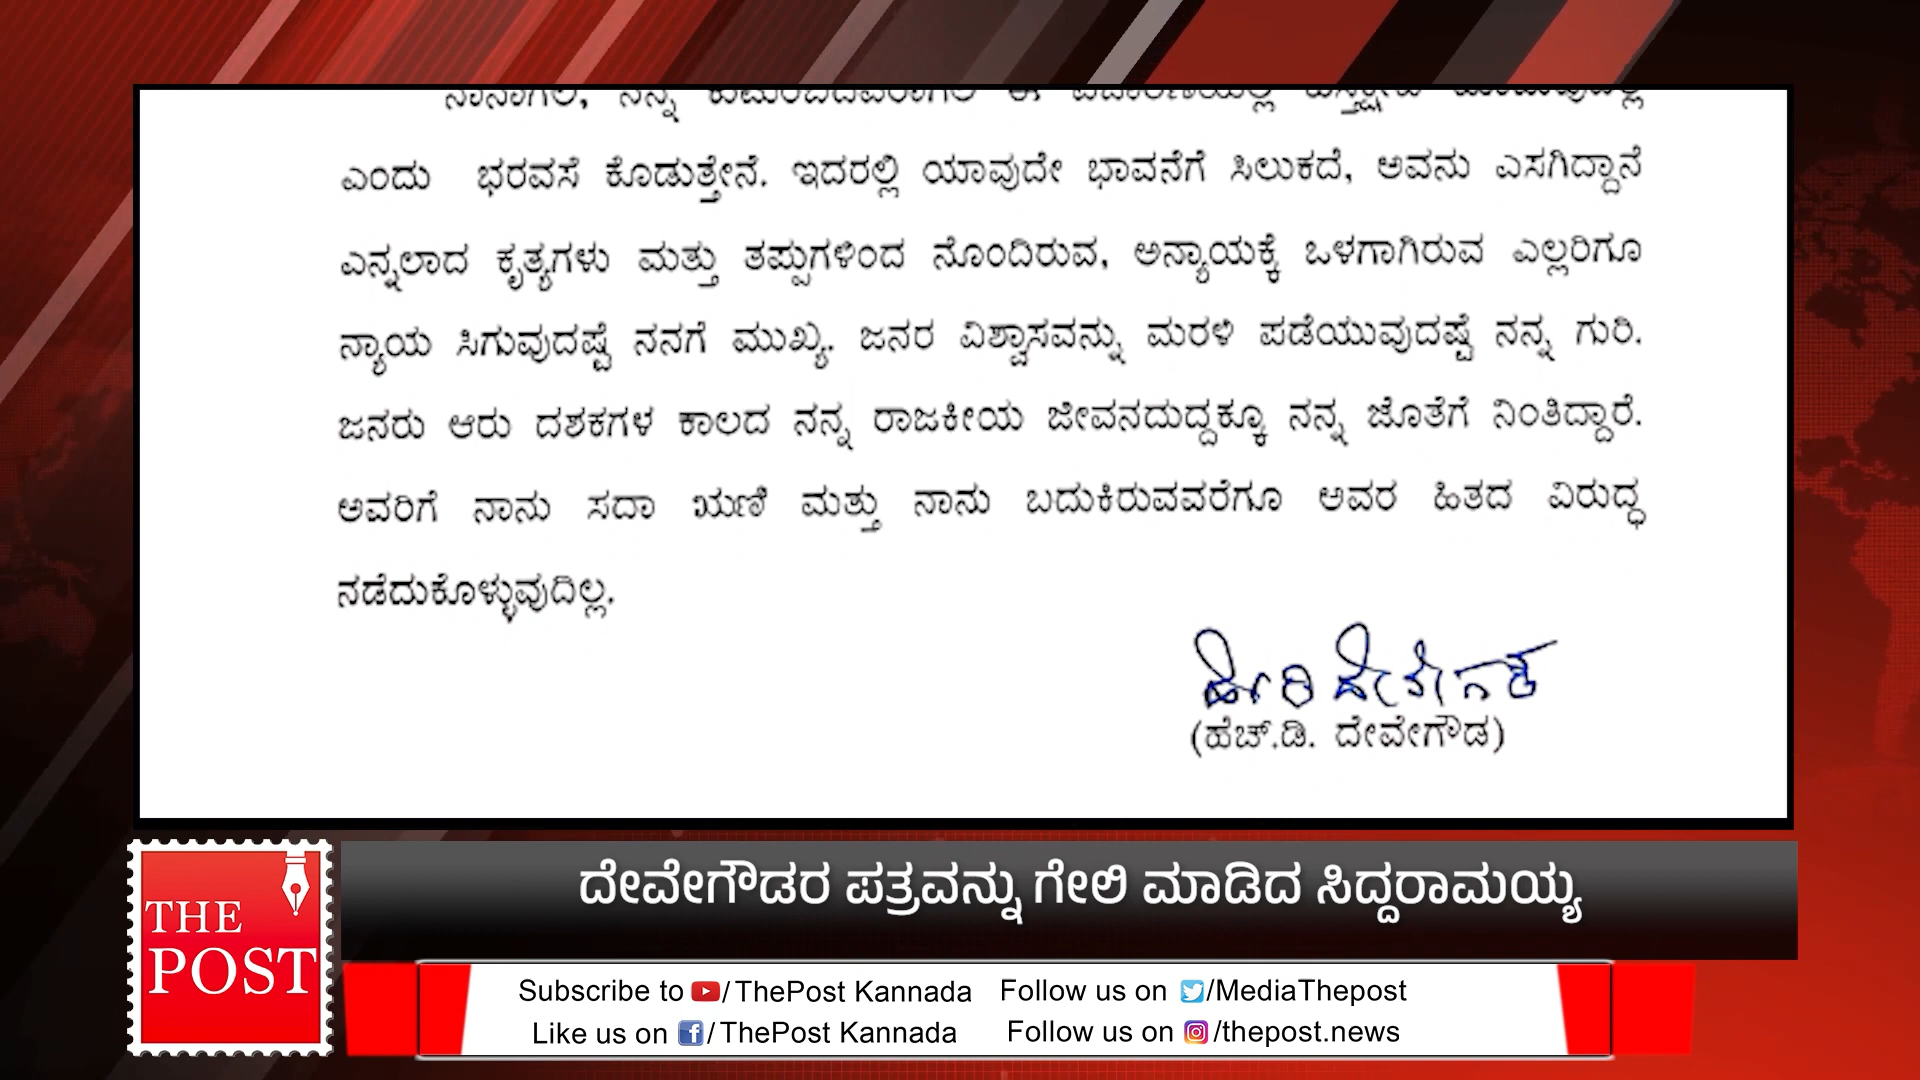 ಎಂದು ಭರವಸೆ ಕೊಡುತ್ತೇನೆ. ಇದರಲ್ಲಿ ಯಾವುದೇ ಭಾವನೆಗೆ ಸಿಲುಕದೆ, ಅವನು ಎಸಗಿದ್ದಾನೆ
ಎನ್ನಲಾದ ಕೃತ್ಯಗಳು ಮತ್ತು ತಪ್ಪುಗಳಿಂದ ನೊಂದಿರುವ, ಅನ್ಯಾಯಕ್ಕೆ ಒಳಗಾಗಿರುವ ಎಲ್ಲರಿಗೂ
ನ್ಯಾಯ ಸಿಗುವುದಷ್ಟೆ ನನಗೆ ಮುಖ್ಯ. ಜನರ ವಿಶ್ವಾಸವನ್ನು ಮರಳಿ ಪಡೆಯುವುದಷ್ಟೆ ನನ್ನ ಗುರಿ.
ಜನರು ಆರು ದಶಕಗಳ ಕಾಲದ ನನ್ನ ರಾಜಕೀಯ ಜೀವನದುದ್ದಕ್ಕೂ ನನ್ನ ಜೊತೆಗೆ ನಿಂತಿದ್ದಾರೆ.
ಅವರಿಗೆ ನಾನು ಸದಾ ಋಣಿ ಮತ್ತು ನಾನು ಬದುಕಿರುವವರೆಗೂ ಅವರ ಹಿತದ ವಿರುದ್ಧ
ನಡೆದುಕೊಳ್ಳುವುದಿಲ್ಲ.
(ಹೆಚ್.ಡಿ. ದೇವೇಗೌಡ)
ದೇವೇಗೌಡರ ಪತ್ರವನ್ನು ಗೇಲಿ ಮಾಡಿದ ಸಿದ್ದರಾಮಯ್ಯ
THE
POST
Subscribe to /ThePost Kannada Follow us on /MediaThepost
Like us on /ThePost Kannada Follow us on /thepost.news